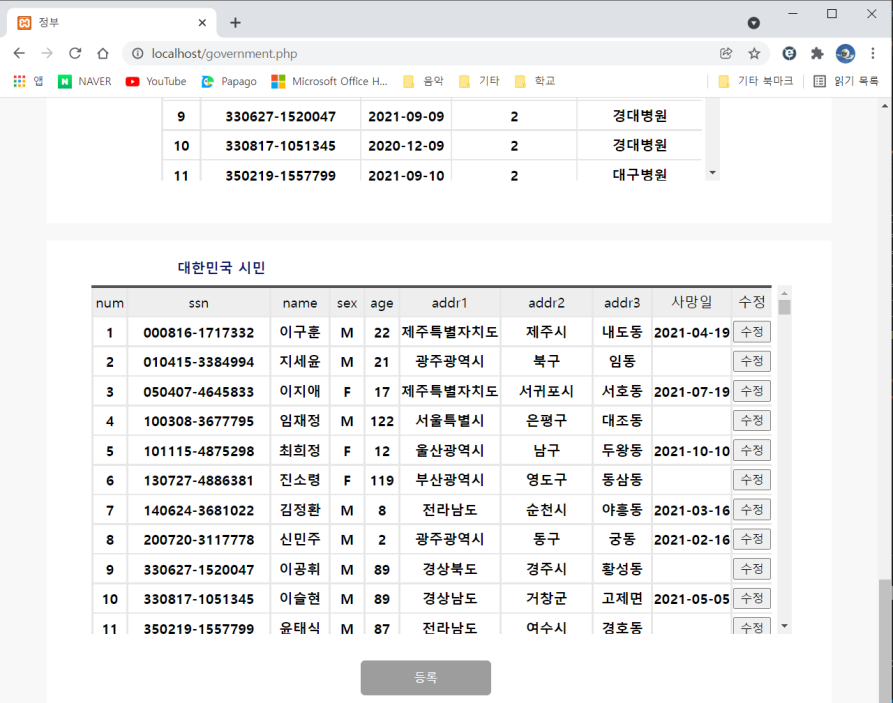 정부
localhost/government.php
앱 NAVER YouTube Papago Microsoft Office H... 음악 기타 학교 기타 북마크 읽기 목록
9 330627-1520047 2021-09-09 2 경대병원
10 330817-1051345 2020-12-09 2 경대병원
11 350219-1557799 2021-09-10 2 대구병원
대한민국 시민
num ssn name sex age addr1 addr2 addr3 사망일 수정
1 000816-1717332 이구훈 M 22 제주특별자치도 제주시 내도동 2021-04-19 수정
2 010415-3384994 지세윤 M 21 광주광역시 북구 임동 수정
3 050407-4645833 이지애 F 17 제주특별자치도 서귀포시 서호동 2021-07-19 수정
4 100308-3677795 임재정 M 122 서울특별시 은평구 대조동 수정
5 101115-4875298 최희정 F 12 울산광역시 남구 두왕동 2021-10-10 수정
6 130727-4886381 진소령 F 119 부산광역시 영도구 동삼동 수정
7 140624-3681022 김정환 M 8 전라남도 순천시 야흥동 2021-03-16 수정
8 200720-3117778 신민주 M 2 광주광역시 동구 궁동 2021-02-16 수정
9 330627-1520047 이공휘 M 89 경상북도 경주시 황성동 수정
10 330817-1051345 이슬현 M 89 경상남도 거창군 고제면 2021-05-05 수정
11 350219-1557799 윤태식 M 87 전라남도 여수시 경호동 수정
등록